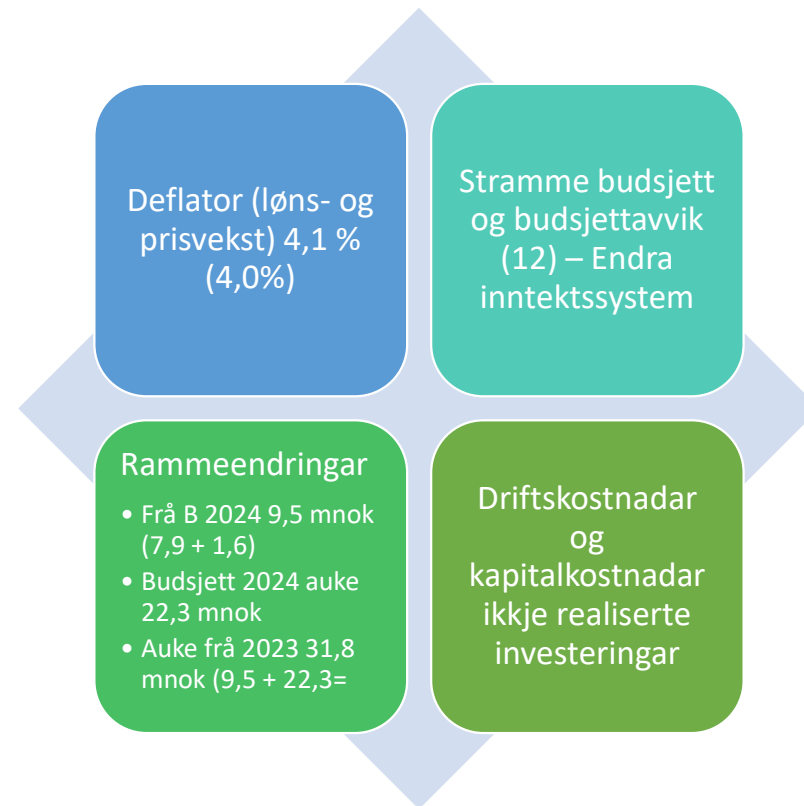 Deflator (løns- og
prisvekst) 4,1 %
(4,0%)
Stramme budsjett
og budsjettavvik
(12) – Endra
inntektssystem
Rammeendringar
• Frå B 2024 9,5 mnok
(7,9 + 1,6)
• Budsjett 2024 auke
22,3 mnok
• Auke frå 2023 31,8
mnok (9,5 + 22,3=
Driftskostnadar
og
kapitalkostnadar
ikkje realiserte
investeringar